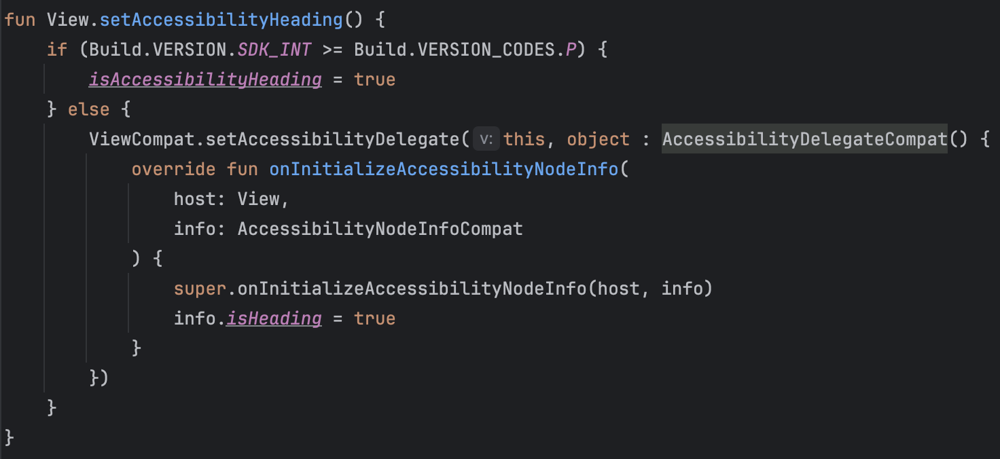 fun View.setAccessibilityHeading() {
    if (Build.VERSION.SDK_INT >= Build.VERSION_CODES.P) {
        isAccessibilityHeading = true
    } else {
        ViewCompat.setAccessibilityDelegate( v: this, object : AccessibilityDelegateCompat() {
            override fun onInitializeAccessibilityNodeInfo(
                host: View,
                info: AccessibilityNodeInfoCompat
            ) {
                super.onInitializeAccessibilityNodeInfo(host, info)
                info.isHeading = true
            }
        })
    }
}